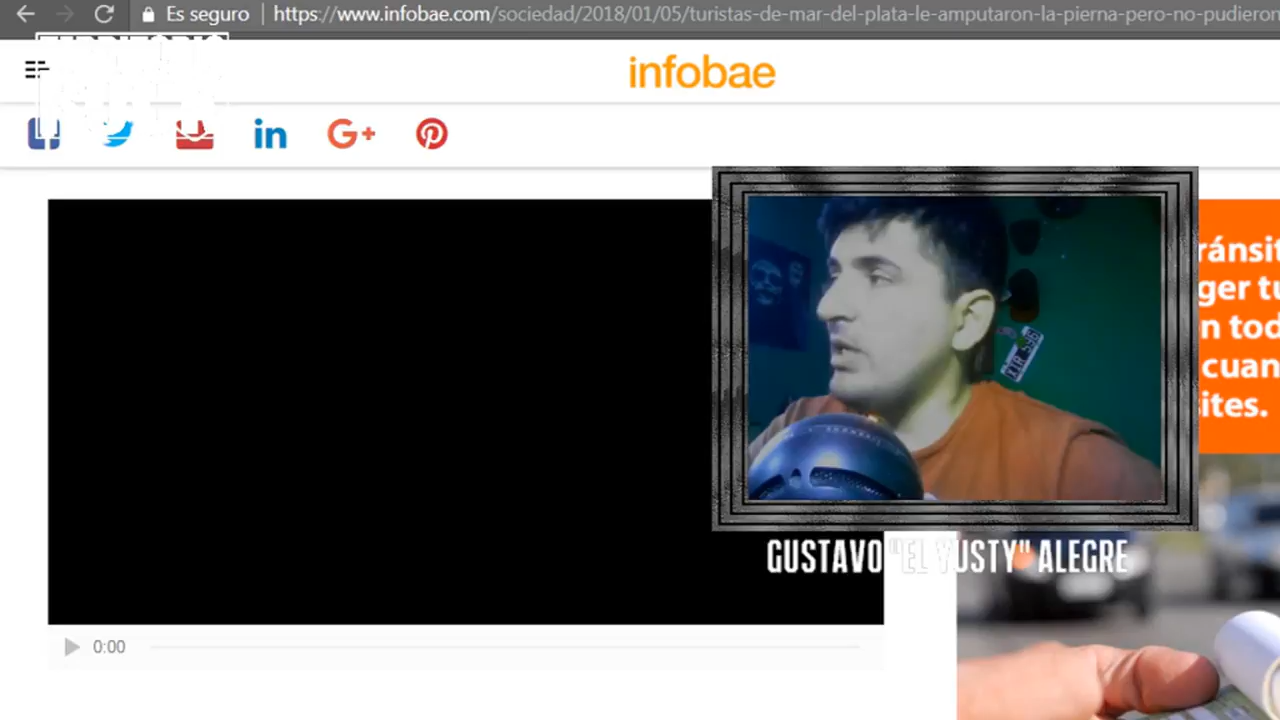 Es seguro
https://www.infobae.com/sociedad/2018/01/05/turistas-de-mar-del-plata-le-amputaron-la-pierna-pero-no-pudieron
infobae
in
G+
ránsit
ger tu
n tod
cuan
sites.
GUSTAVO "EL YUSTY" ALEGRE
0:00